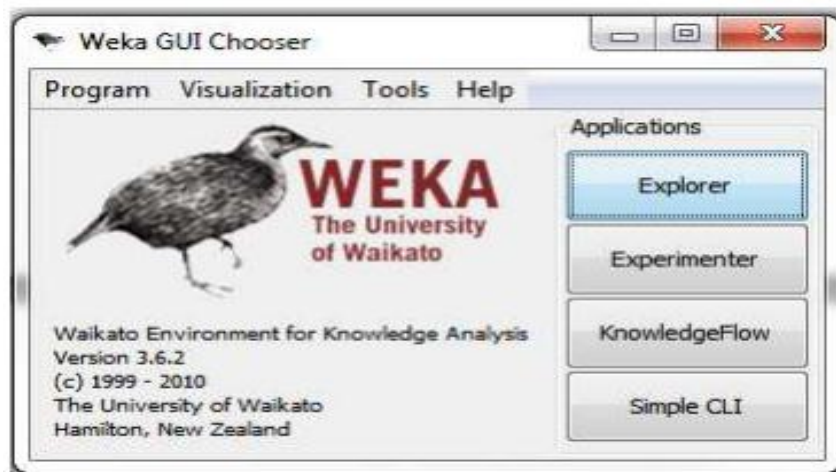 Weka GUI Chooser
Program Visualization Tools Help
Applications
WEKA
The University
of Waikato
Explorer
Experimenter
KnowledgeFlow
Simple CLI
Waikato Environment for Knowledge Analysis
Version 3.6.2
(c) 1999 - 2010
The University of Waikato
Hamilton, New Zealand